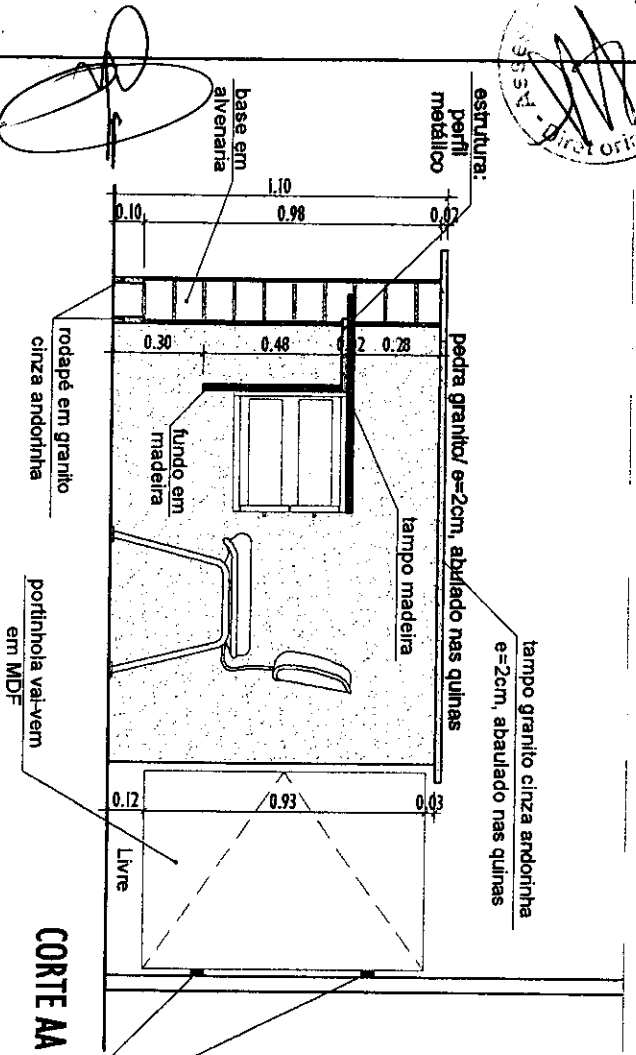 Diretoria
estrutura:
perfil
metálico
base em
alvenaria
1.10
0.10
0.98
0.02
pedra granito/ e=2cm, abulado nas quinas
tampo granito cinza andorinha
e=2cm, abaulado nas quinas
0.30
0.48
0.28
tampo madeira
fundo em
madeira
rodapé em granito
cinza andorinha
portinhola vai-vem
em MDF
0.12
0.93
0.03
Livre
CORTE AA